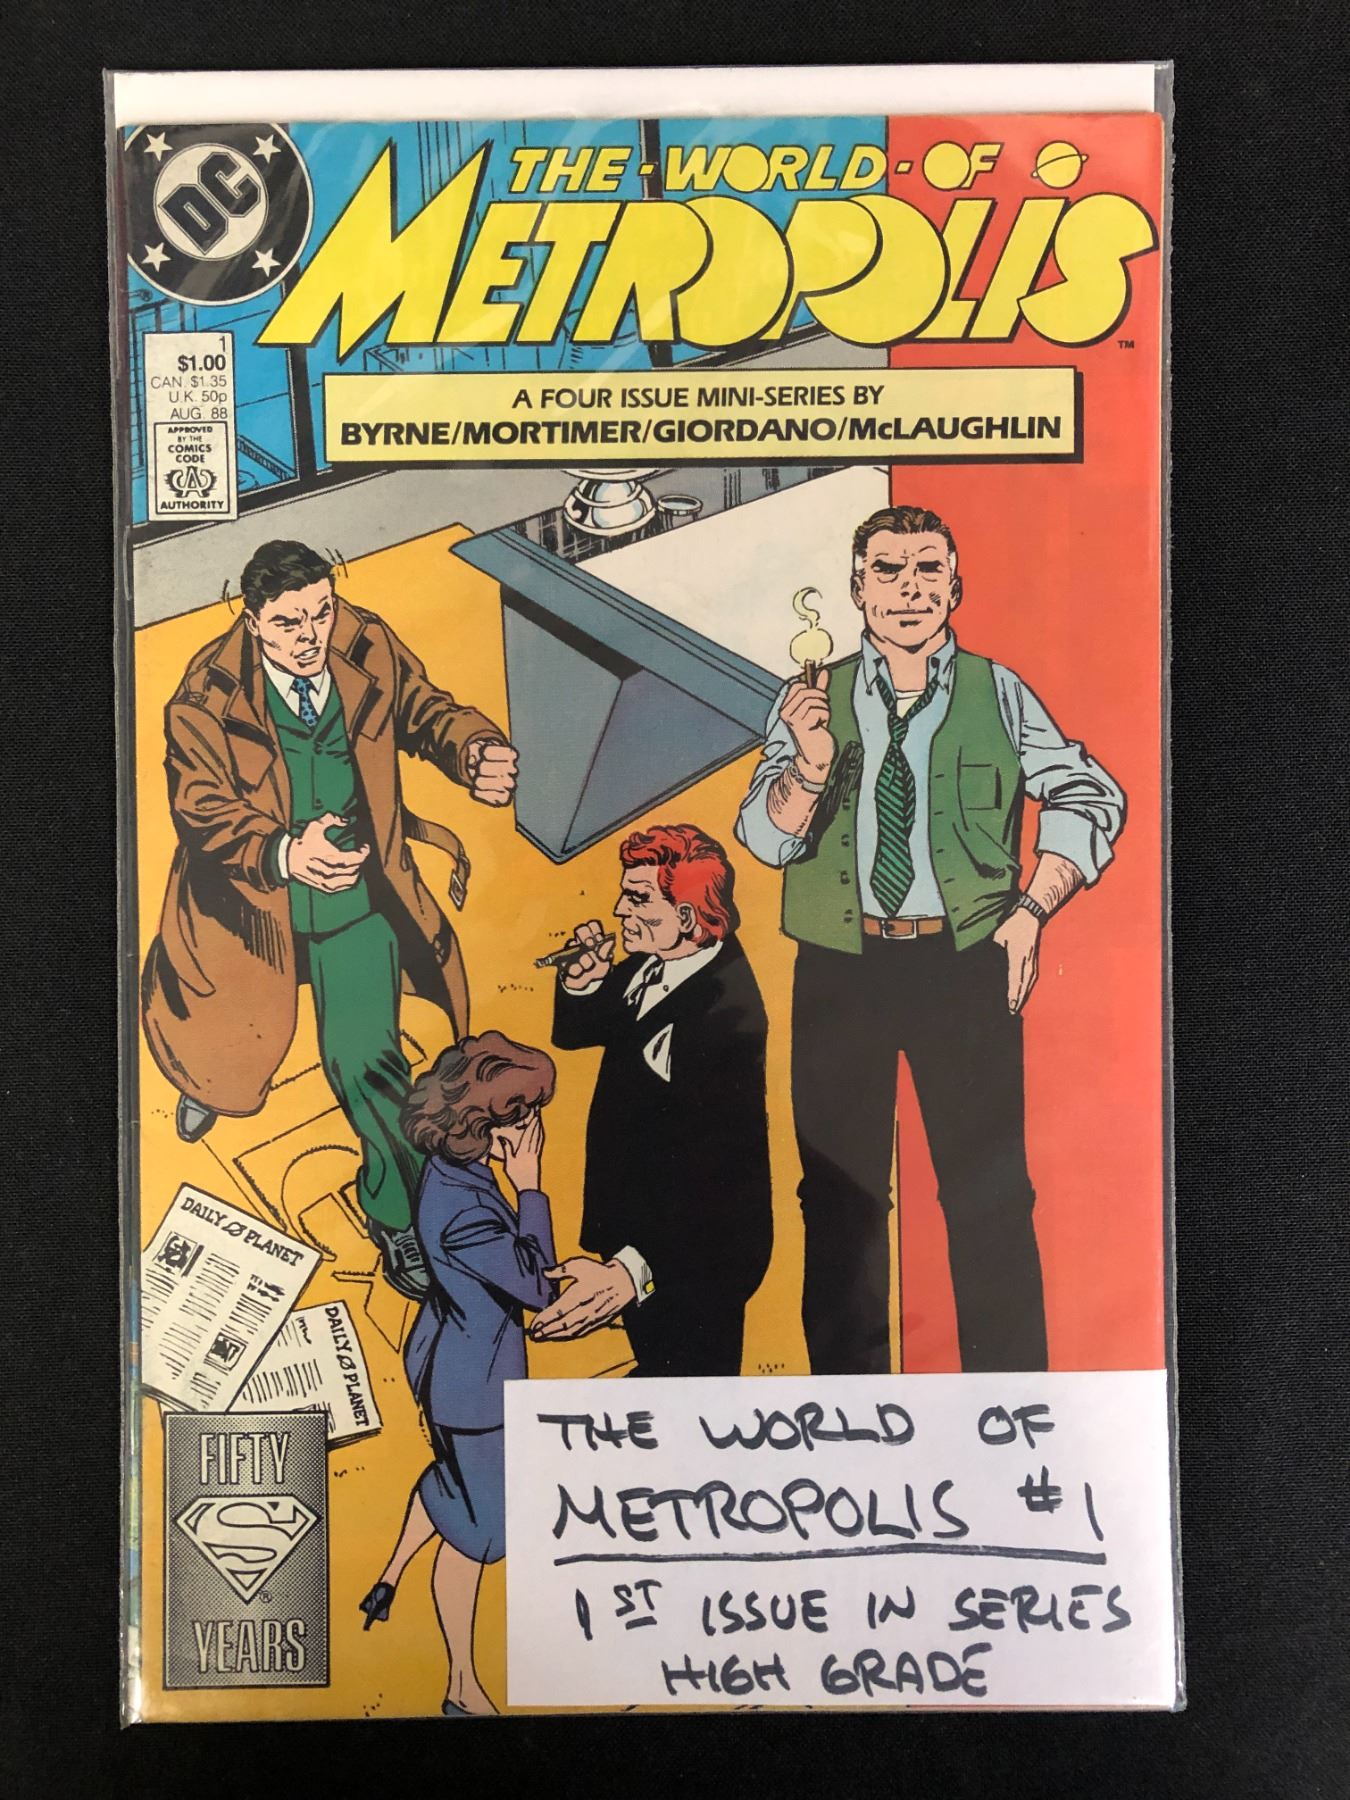 DC
THE · WORLD · OF
METROPOLIS
TM
1
$1.00
CAN. $1.35
U.K. 50p
AUG. 88
APPROVED
BY THE
COMICS
CODE
A
AUTHORITY
A FOUR ISSUE MINI-SERIES BY
BYRNE/MORTIMER/GIORDANO/McLAUGHLIN
DAILY PLANET
DAILY PLANET
FIFTY
S
®
YEARS
THE WORLD OF
METROPOLIS #1
1ST ISSUE IN SERIES
HIGH GRADE